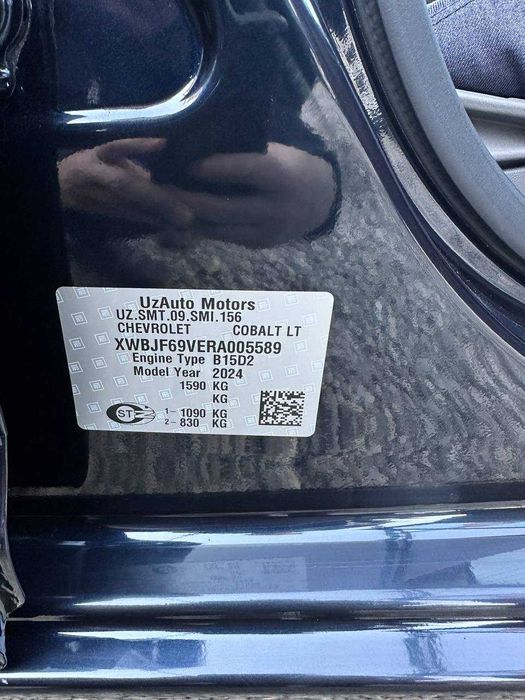 UzAuto Motors
UZ.SMT.09.SMI.156
CHEVROLET COBALT LT
XWBJF69VERA005589
Engine Type B15D2
Model Year 2024
1590 KG
KG
ST 1- 1090 KG
2- 830 KG